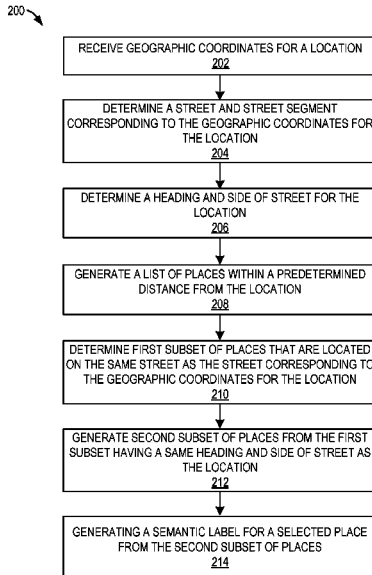 200
RECEIVE GEOGRAPHIC COORDINATES FOR A LOCATION
202
DETERMINE A STREET AND STREET SEGMENT
CORRESPONDING TO THE GEOGRAPHIC COORDINATES FOR
THE LOCATION
204
DETERMINE A HEADING AND SIDE OF STREET FOR THE
LOCATION
206
GENERATE A LIST OF PLACES WITHIN A PREDETERMINED
DISTANCE FROM THE LOCATION
208
DETERMINE FIRST SUBSET OF PLACES THAT ARE LOCATED
ON THE SAME STREET AS THE STREET CORRESPONDING TO
THE GEOGRAPHIC COORDINATES FOR THE LOCATION
210
GENERATE SECOND SUBSET OF PLACES FROM THE FIRST
SUBSET HAVING A SAME HEADING AND SIDE OF STREET AS
THE LOCATION
212
GENERATING A SEMANTIC LABEL FOR A SELECTED PLACE
FROM THE SECOND SUBSET OF PLACES
214